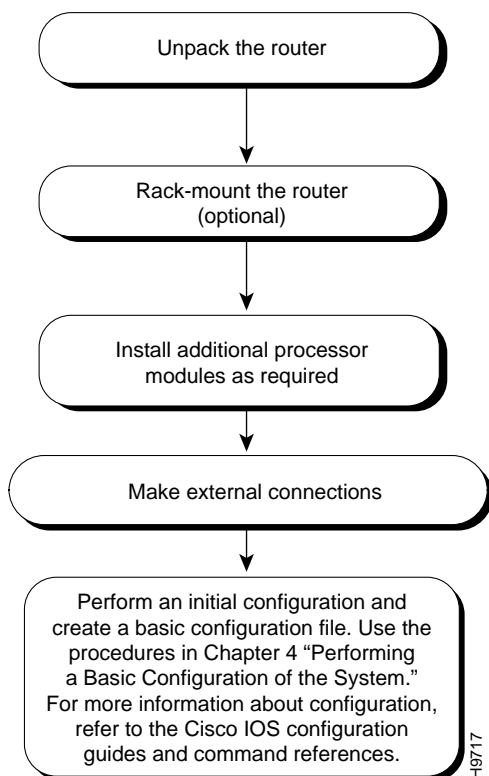 Unpack the router
Rack-mount the router
(optional)
Install additional processor
modules as required
Make external connections
Perform an initial configuration and
create a basic configuration file. Use the
procedures in Chapter 4 “Performing
a Basic Configuration of the System.”
For more information about configuration,
refer to the Cisco IOS configuration
guides and command references.
H9717